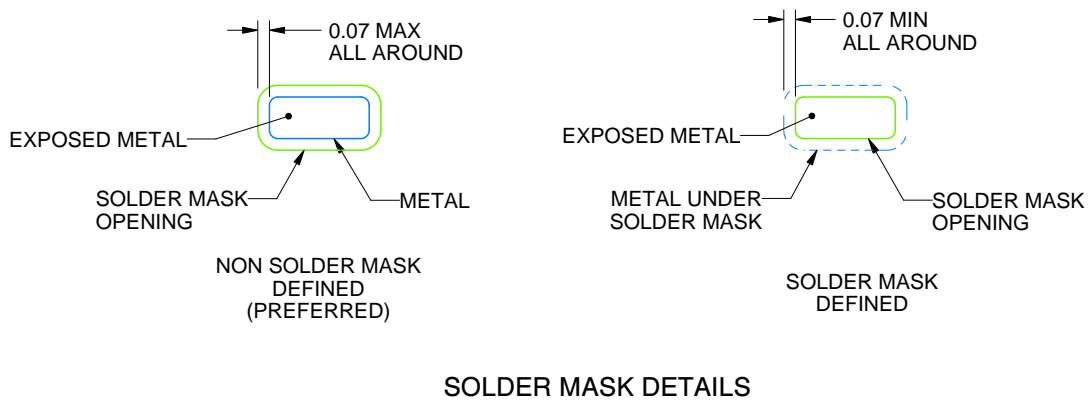 0.07 MAX
ALL AROUND
EXPOSED METAL
SOLDER MASK
OPENING
METAL
NON SOLDER MASK
DEFINED
(PREFERRED)
0.07 MIN
ALL AROUND
EXPOSED METAL
METAL UNDER
SOLDER MASK
SOLDER MASK
OPENING
SOLDER MASK
DEFINED
SOLDER MASK DETAILS